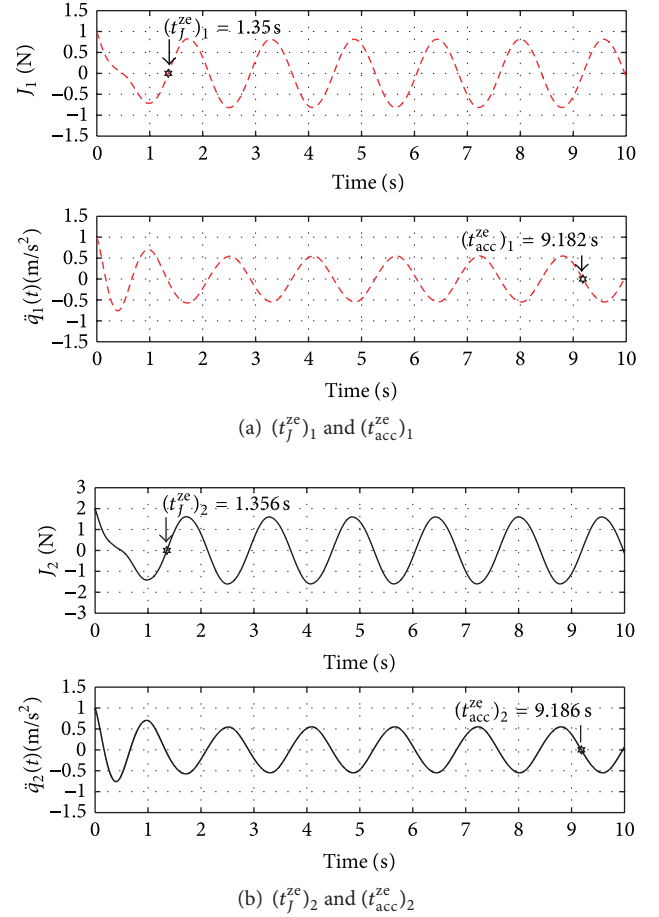 (t_J^ze)_1 = 1.35
J_1 (N)
1.5
1
0.5
0
−0.5
−1
−1.5
0 1 2 3 4 5 6 7 8 9 10
Time (s)
(t_acc^ze)_1 = 9.182 s
q̈_1(t)(m/s^2)
1.5
1
0.5
0
−0.5
−1
−1.5
0 1 2 3 4 5 6 7 8 9 10
Time (s)
(a) (t_J^ze)_1 and (t_acc^ze)_1
(t_J^ze)_2 = 1.356 s
J_2 (N)
3
2
1
0
−1
−2
−3
0 1 2 3 4 5 6 7 8 9 10
Time (s)
(t_acc^ze)_2 = 9.186 s
q̈_2(t)(m/s^2)
1.5
1
0.5
0
−0.5
−1
−1.5
0 1 2 3 4 5 6 7 8 9 10
Time (s)
(b) (t_J^ze)_2 and (t_acc^ze)_2